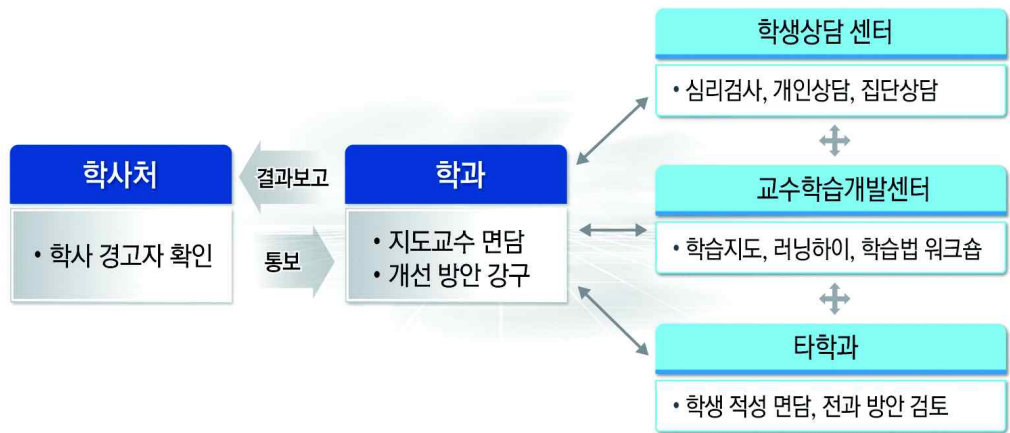 학사처
• 학사 경고자 확인
결과보고
통보
학과
• 지도교수 면담
• 개선 방안 강구
학생상담 센터
• 심리검사, 개인상담, 집단상담
교수학습개발센터
• 학습지도, 러닝하이, 학습법 워크숍
타학과
• 학생 적성 면담, 전과 방안 검토